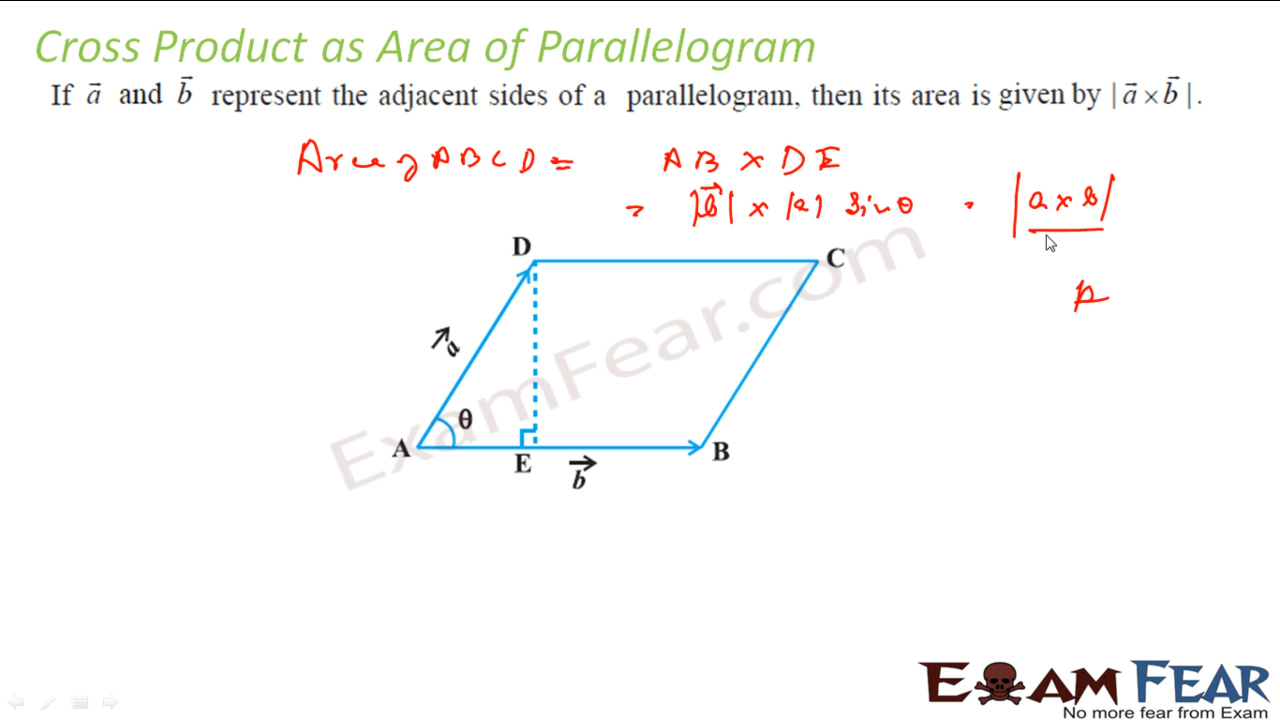 Cross Product as Area of Parallelogram
If a⃗ and b⃗ represent the adjacent sides of a parallelogram, then its area is given by |a⃗ × b⃗|.
Area of ABCD = AB × DE
= |b⃗| × |a| sin θ = |a × b|
D
C
a⃗
θ
A
E
b⃗
B
ExamFear.com
EXAM FEAR
No more fear from Exam